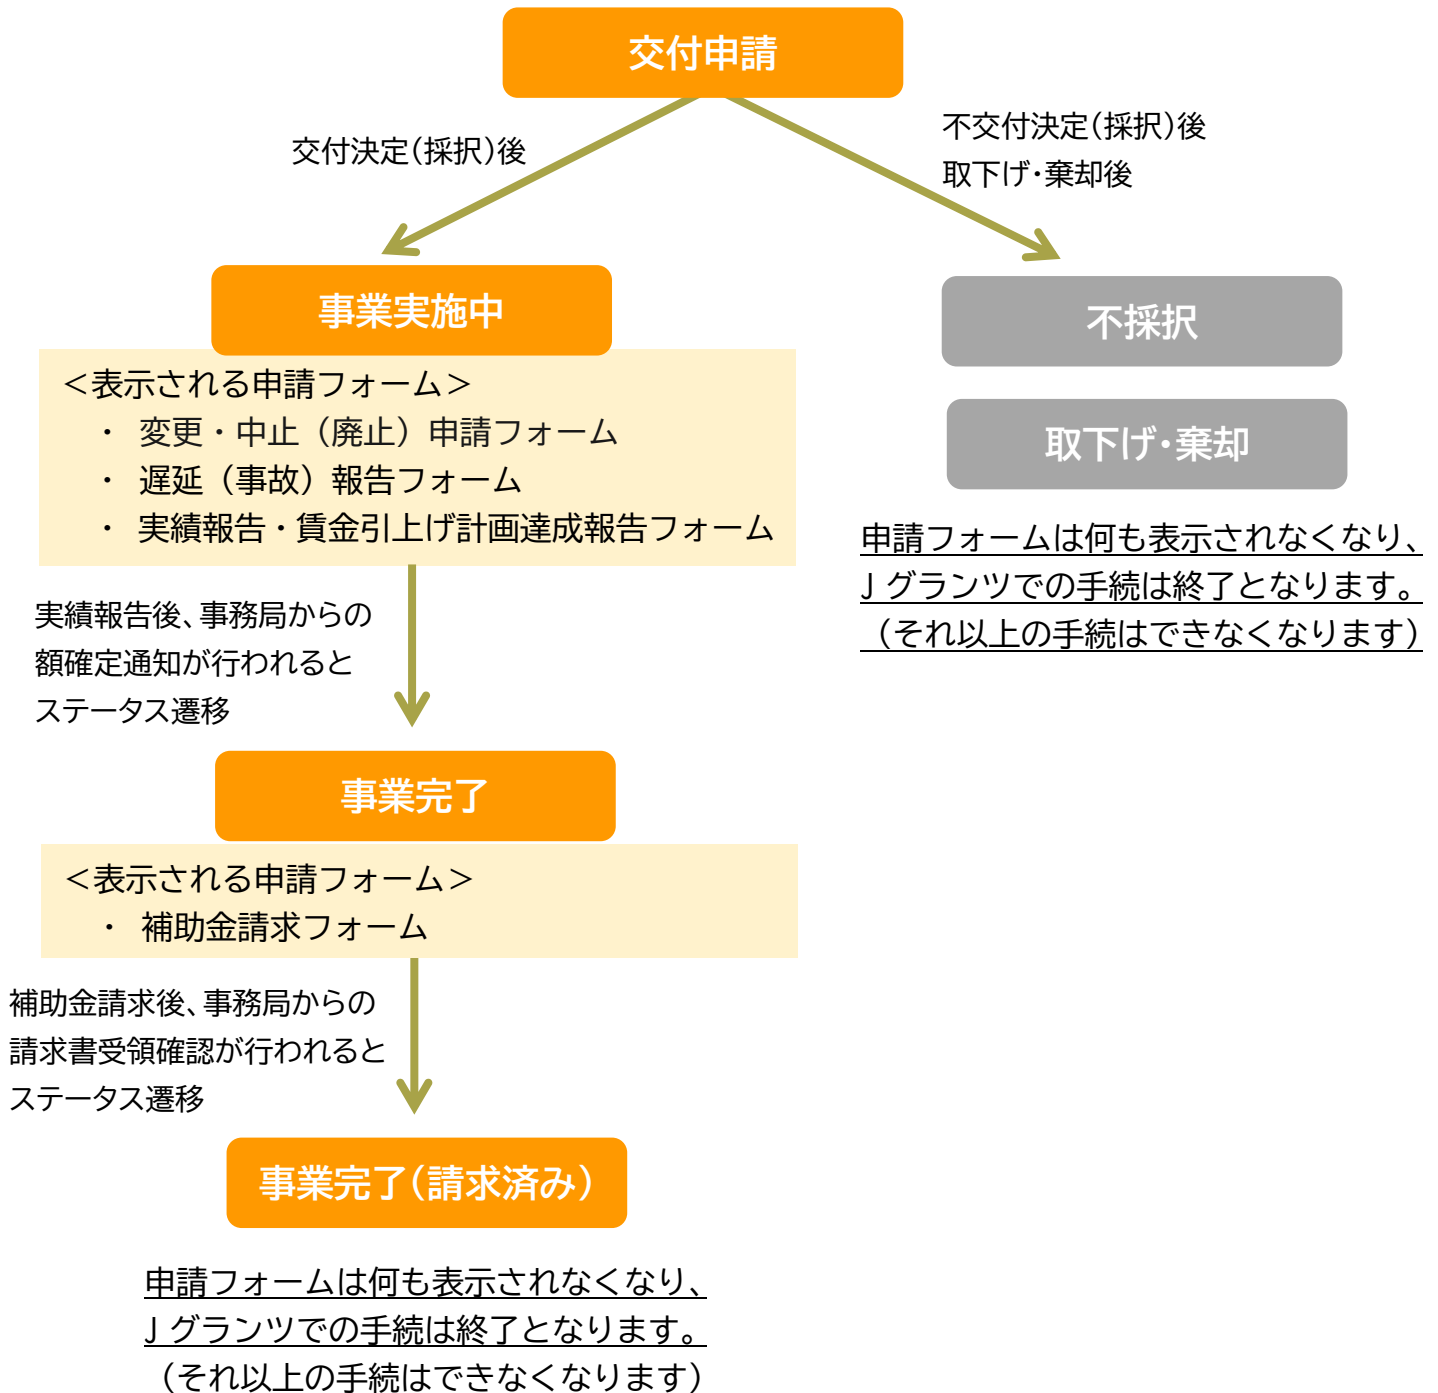 交付申請
交付決定（採択）後
不交付決定（採択）後
取下げ・棄却後
事業実施中
＜表示される申請フォーム＞
・ 変更・中止（廃止）申請フォーム
・ 遅延（事故）報告フォーム
・ 実績報告・賃金引上げ計画達成報告フォーム
不採択
取下げ・棄却
申請フォームは何も表示されなくなり、
Ｊグランツでの手続は終了となります。
（それ以上の手続はできなくなります）
実績報告後、事務局からの
額確定通知が行われると
ステータス遷移
事業完了
＜表示される申請フォーム＞
・ 補助金請求フォーム
補助金請求後、事務局からの
請求書受領確認が行われると
ステータス遷移
事業完了（請求済み）
申請フォームは何も表示されなくなり、
Ｊグランツでの手続は終了となります。
（それ以上の手続はできなくなります）